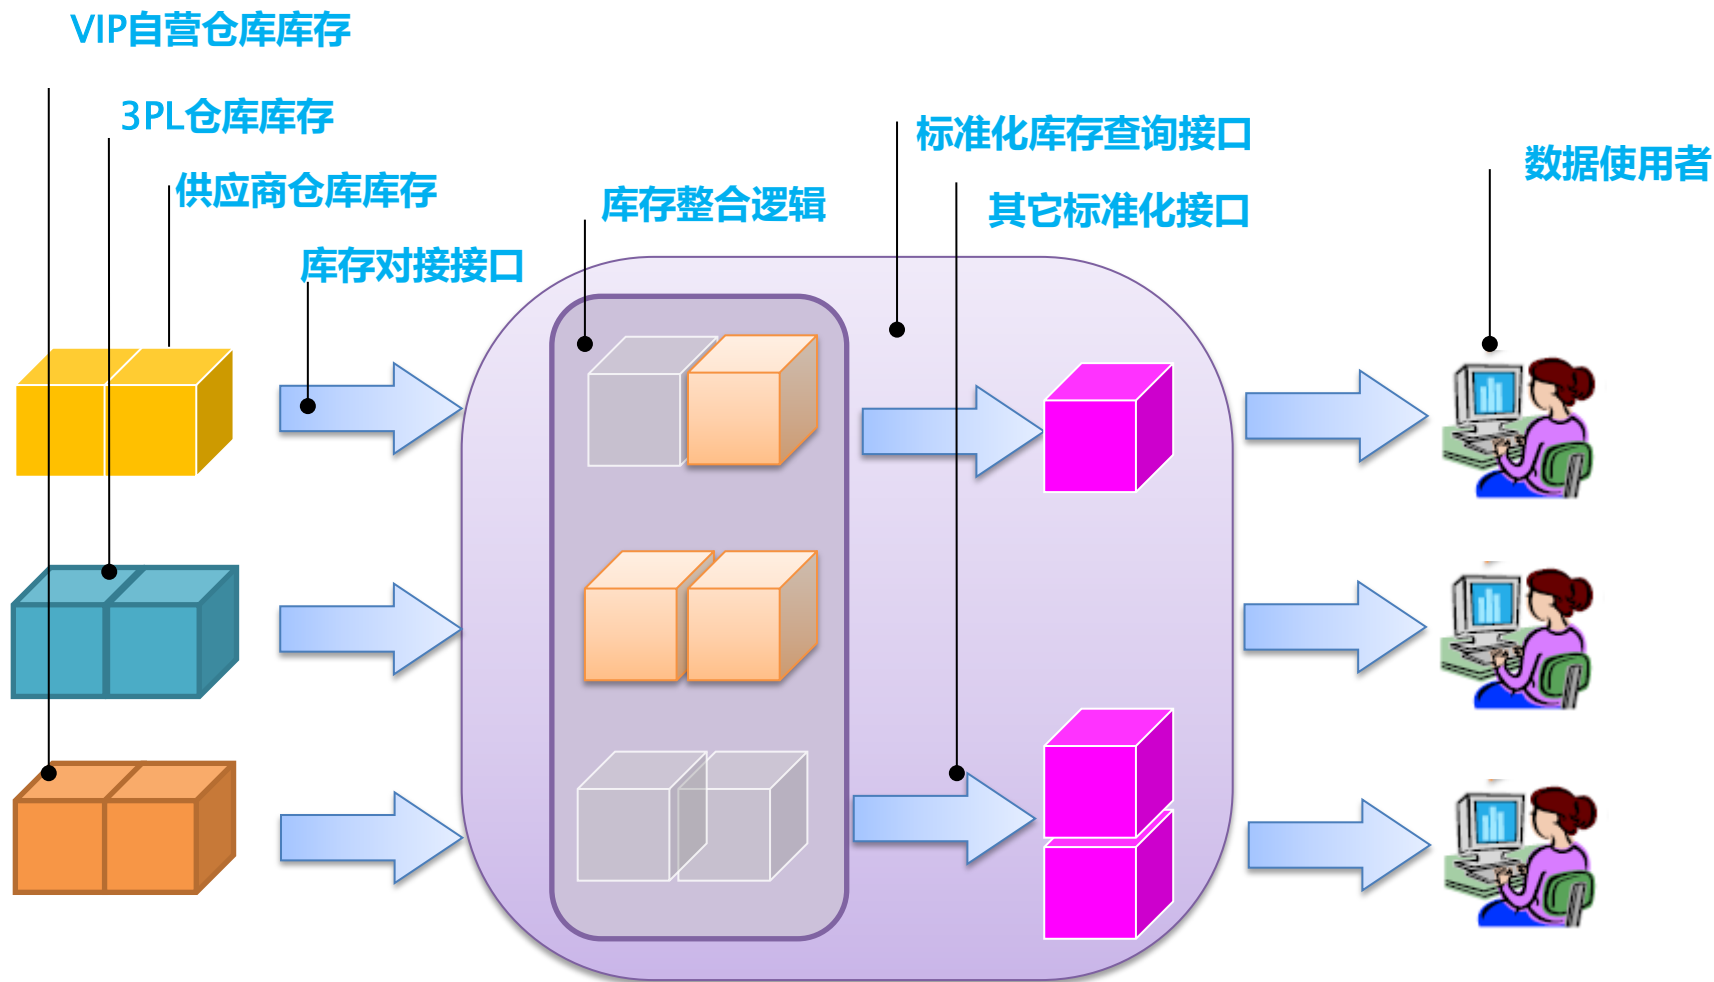 VIP自营仓库库存
3PL仓库库存
供应商仓库库存
库存对接接口
库存整合逻辑
标准化库存查询接口
其它标准化接口
数据使用者